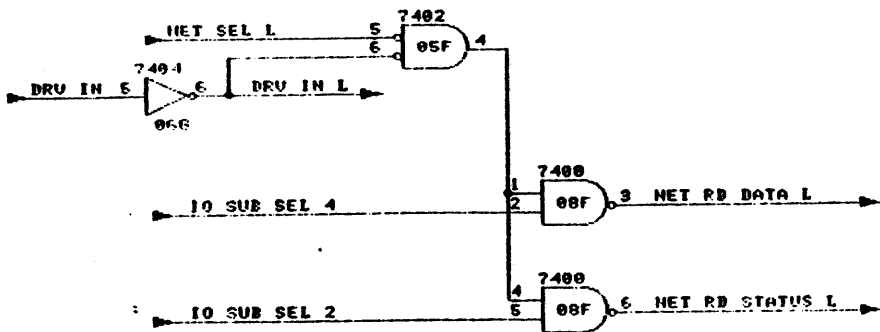 7402
NET SEL L 5
05F
4
6
7404
DRV IN 5
6
DRV IN L
06G
7400
1
2
08F
3
NET RD DATA L
IO SUB SEL 4
7400
4
5
08F
6
NET RD STATUS L
IO SUB SEL 2